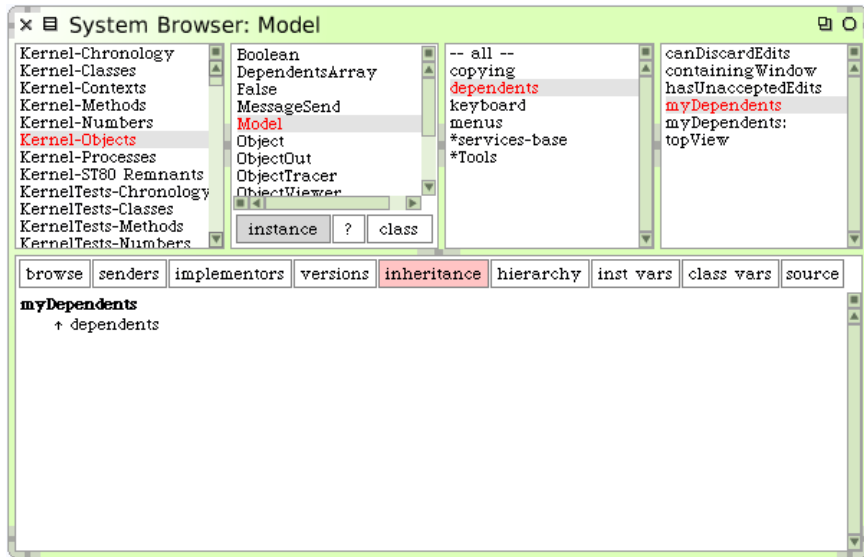 System Browser: Model
Kernel-Chronology
Kernel-Classes
Kernel-Contexts
Kernel-Methods
Kernel-Numbers
Kernel-Objects
Kernel-Processes
Kernel-ST80 Remnants
KernelTests-Chronology
KernelTests-Classes
KernelTests-Methods
KernelTests-Numbers
Boolean
DependentsArray
False
MessageSend
Model
Object
ObjectOut
ObjectTracer
ObjectViewer
instance ? class
-- all --
copying
dependents
keyboard
menus
*services-base
*Tools
canDiscardEdits
containingWindow
hasUnacceptedEdits
myDependents
myDependents:
topView
browse senders implementors versions inheritance hierarchy inst vars class vars source
myDependents
↑ dependents